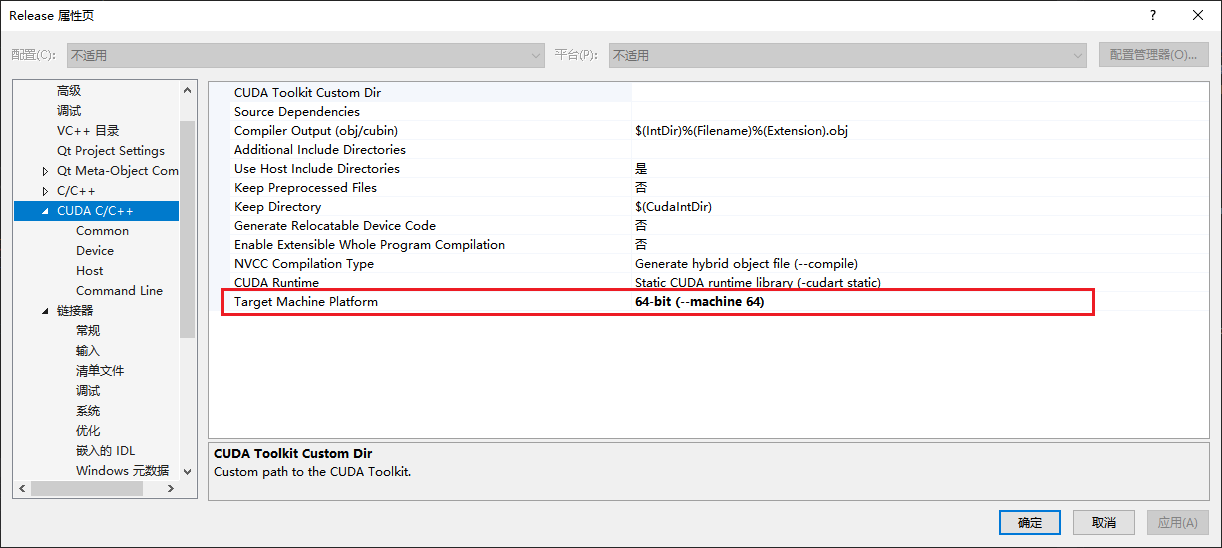 Release 属性页
配置(C): 不适用 平台(P): 不适用 配置管理器(O)...
高级
调试
VC++ 目录
Qt Project Settings
Qt Meta-Object Com
C/C++
CUDA C/C++
Common
Device
Host
Command Line
链接器
常规
输入
清单文件
调试
系统
优化
嵌入的 IDL
Windows 元数据
CUDA Toolkit Custom Dir
Source Dependencies
Compiler Output (obj/cubin) $(IntDir)%(Filename)%(Extension).obj
Additional Include Directories
Use Host Include Directories 是
Keep Preprocessed Files 否
Keep Directory $(CudaIntDir)
Generate Relocatable Device Code 否
Enable Extensible Whole Program Compilation 否
NVCC Compilation Type Generate hybrid object file (--compile)
CUDA Runtime Static CUDA runtime library (-cudart static)
Target Machine Platform 64-bit (--machine 64)
CUDA Toolkit Custom Dir
Custom path to the CUDA Toolkit.
确定 取消 应用(A)